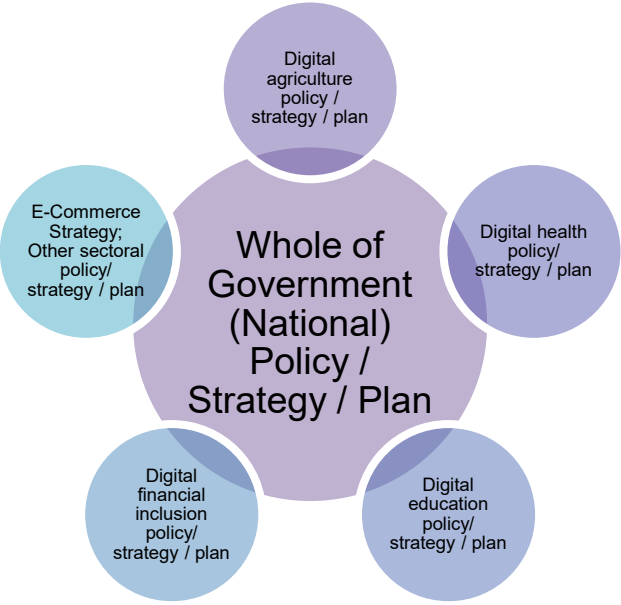 Digital
agriculture
policy /
strategy / plan
E-Commerce
Strategy;
Other sectoral
policy/
strategy / plan
Whole of
Government
(National)
Policy /
Strategy / Plan
Digital health
policy/
strategy / plan
Digital
financial
inclusion
policy/
strategy / plan
Digital
education
policy/
strategy / plan